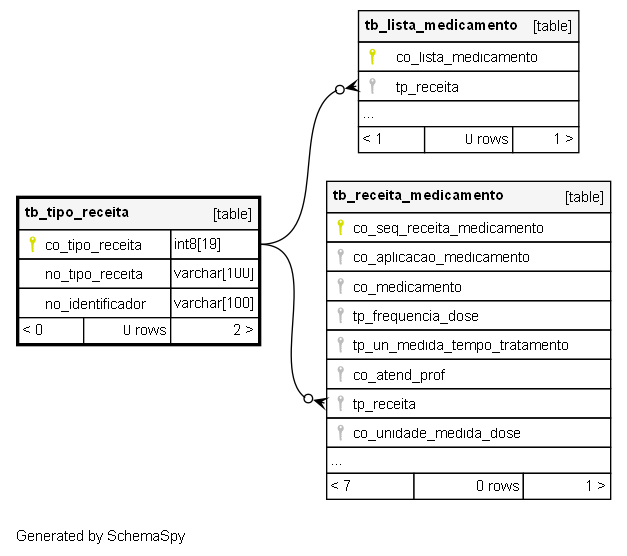 tb_lista_medicamento [table]
co_lista_medicamento
tp_receita
...
< 1 0 rows 1 >
tb_tipo_receita [table]
co_tipo_receita int8[19]
no_tipo_receita varchar[100]
no_identificador varchar[100]
< 0 0 rows 2 >
tb_receita_medicamento [table]
co_seq_receita_medicamento
co_aplicacao_medicamento
co_medicamento
tp_frequencia_dose
tp_un_medida_tempo_tratamento
co_atend_prof
tp_receita
co_unidade_medida_dose
...
< 7 0 rows 1 >
Generated by SchemaSpy